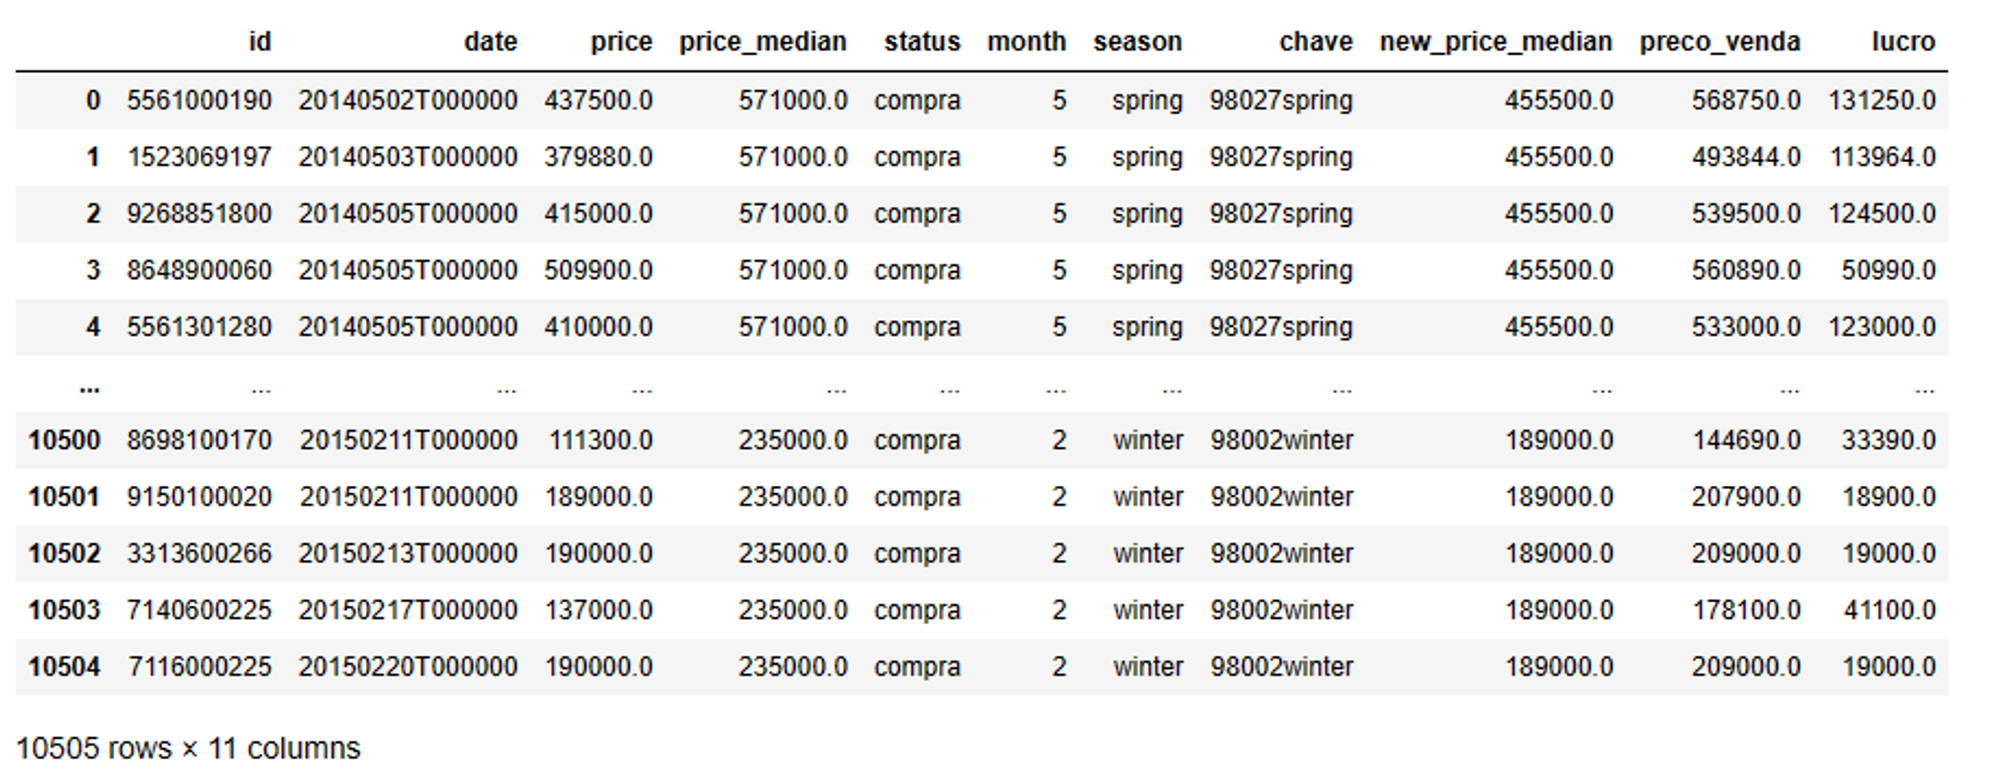 id date price price_median status month season chave new_price_median preco_venda lucro
0 5561000190 20140502T000000 437500.0 571000.0 compra 5 spring 98027spring 455500.0 568750.0 131250.0
1 1523069197 20140503T000000 379880.0 571000.0 compra 5 spring 98027spring 455500.0 493844.0 113964.0
2 9268851800 20140505T000000 415000.0 571000.0 compra 5 spring 98027spring 455500.0 539500.0 124500.0
3 8648900060 20140505T000000 509900.0 571000.0 compra 5 spring 98027spring 455500.0 560890.0 50990.0
4 5561301280 20140505T000000 410000.0 571000.0 compra 5 spring 98027spring 455500.0 533000.0 123000.0
... ... ... ... ... ... ... ... ... ... ... ...
10500 8698100170 20150211T000000 111300.0 235000.0 compra 2 winter 98002winter 189000.0 144690.0 33390.0
10501 9150100020 20150211T000000 189000.0 235000.0 compra 2 winter 98002winter 189000.0 207900.0 18900.0
10502 3313600266 20150213T000000 190000.0 235000.0 compra 2 winter 98002winter 189000.0 209000.0 19000.0
10503 7140600225 20150217T000000 137000.0 235000.0 compra 2 winter 98002winter 189000.0 178100.0 41100.0
10504 7116000225 20150220T000000 190000.0 235000.0 compra 2 winter 98002winter 189000.0 209000.0 19000.0
10505 rows × 11 columns